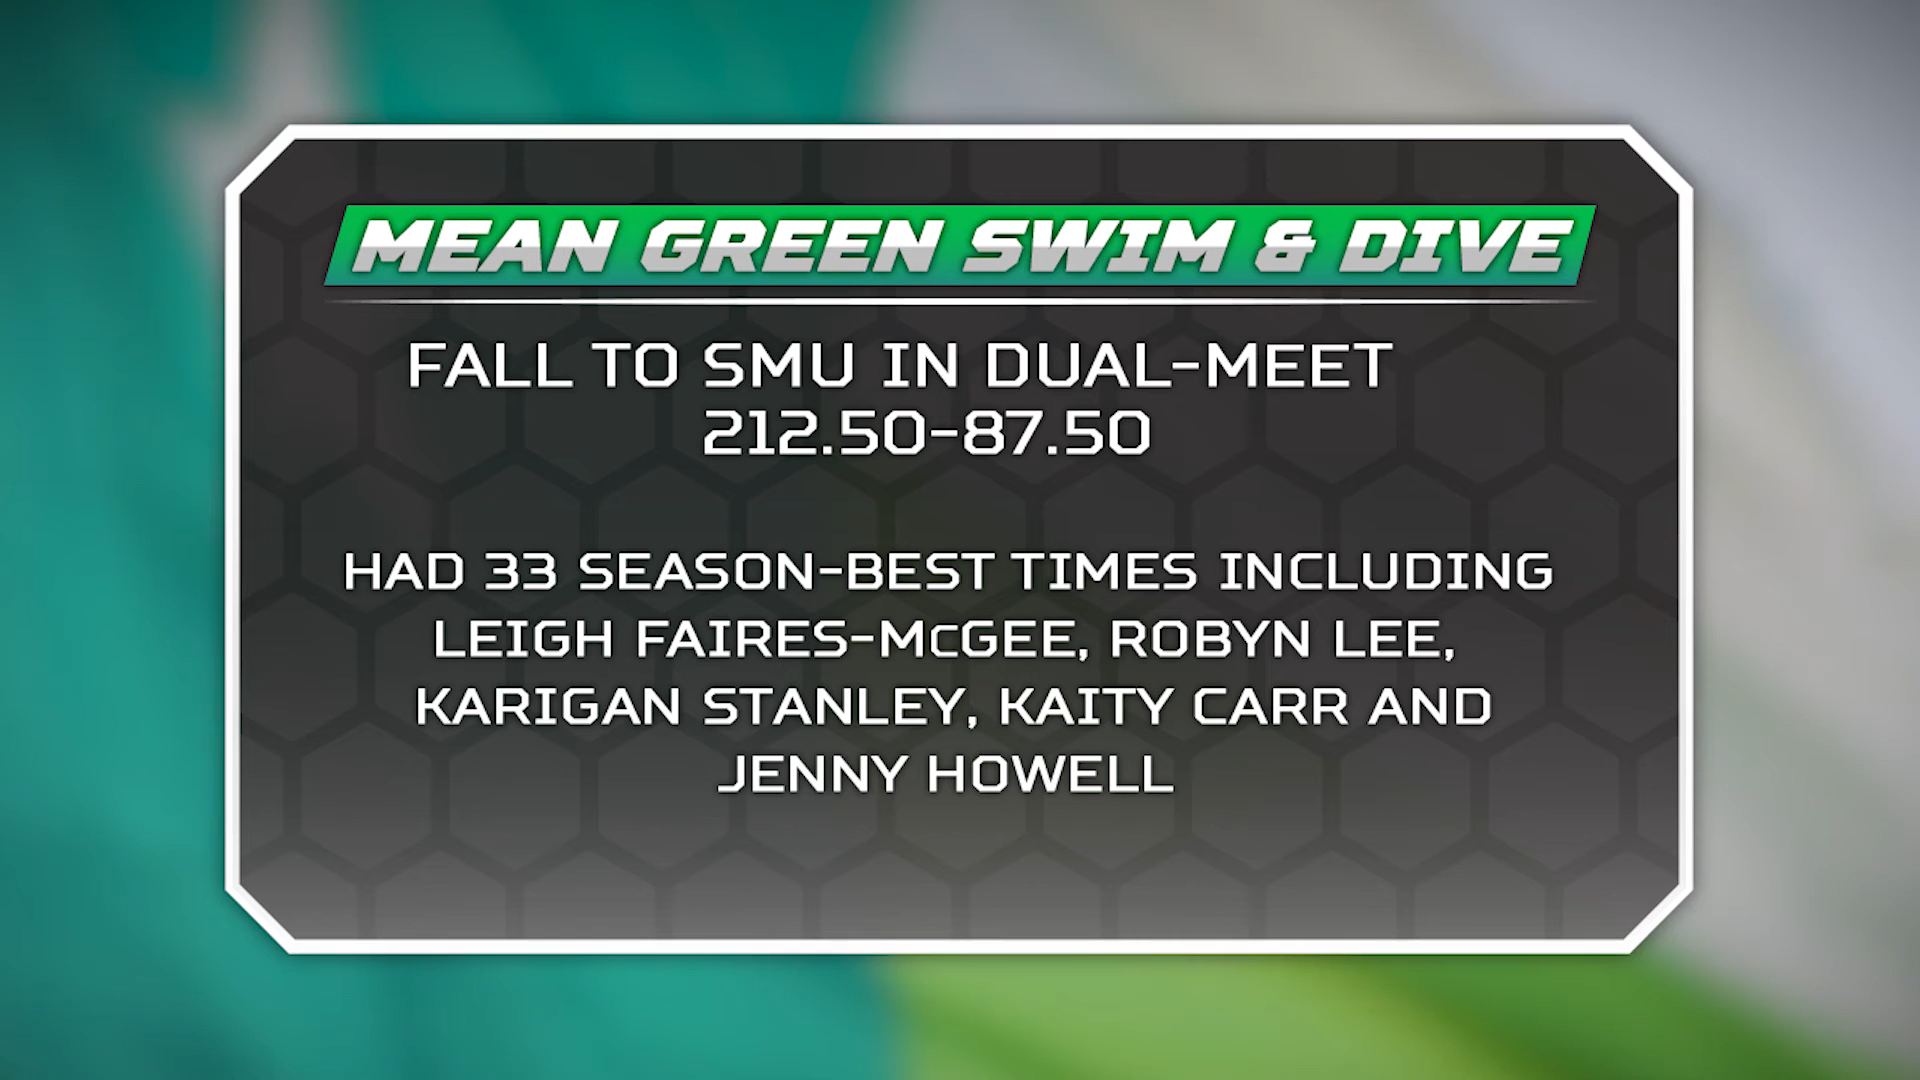 MEAN GREEN SWIM & DIVE
FALL TO SMU IN DUAL-MEET
212.50-87.50
HAD 33 SEASON-BEST TIMES INCLUDING
LEIGH FAIRES-McGEE, ROBYN LEE,
KARIGAN STANLEY, KAITY CARR AND
JENNY HOWELL